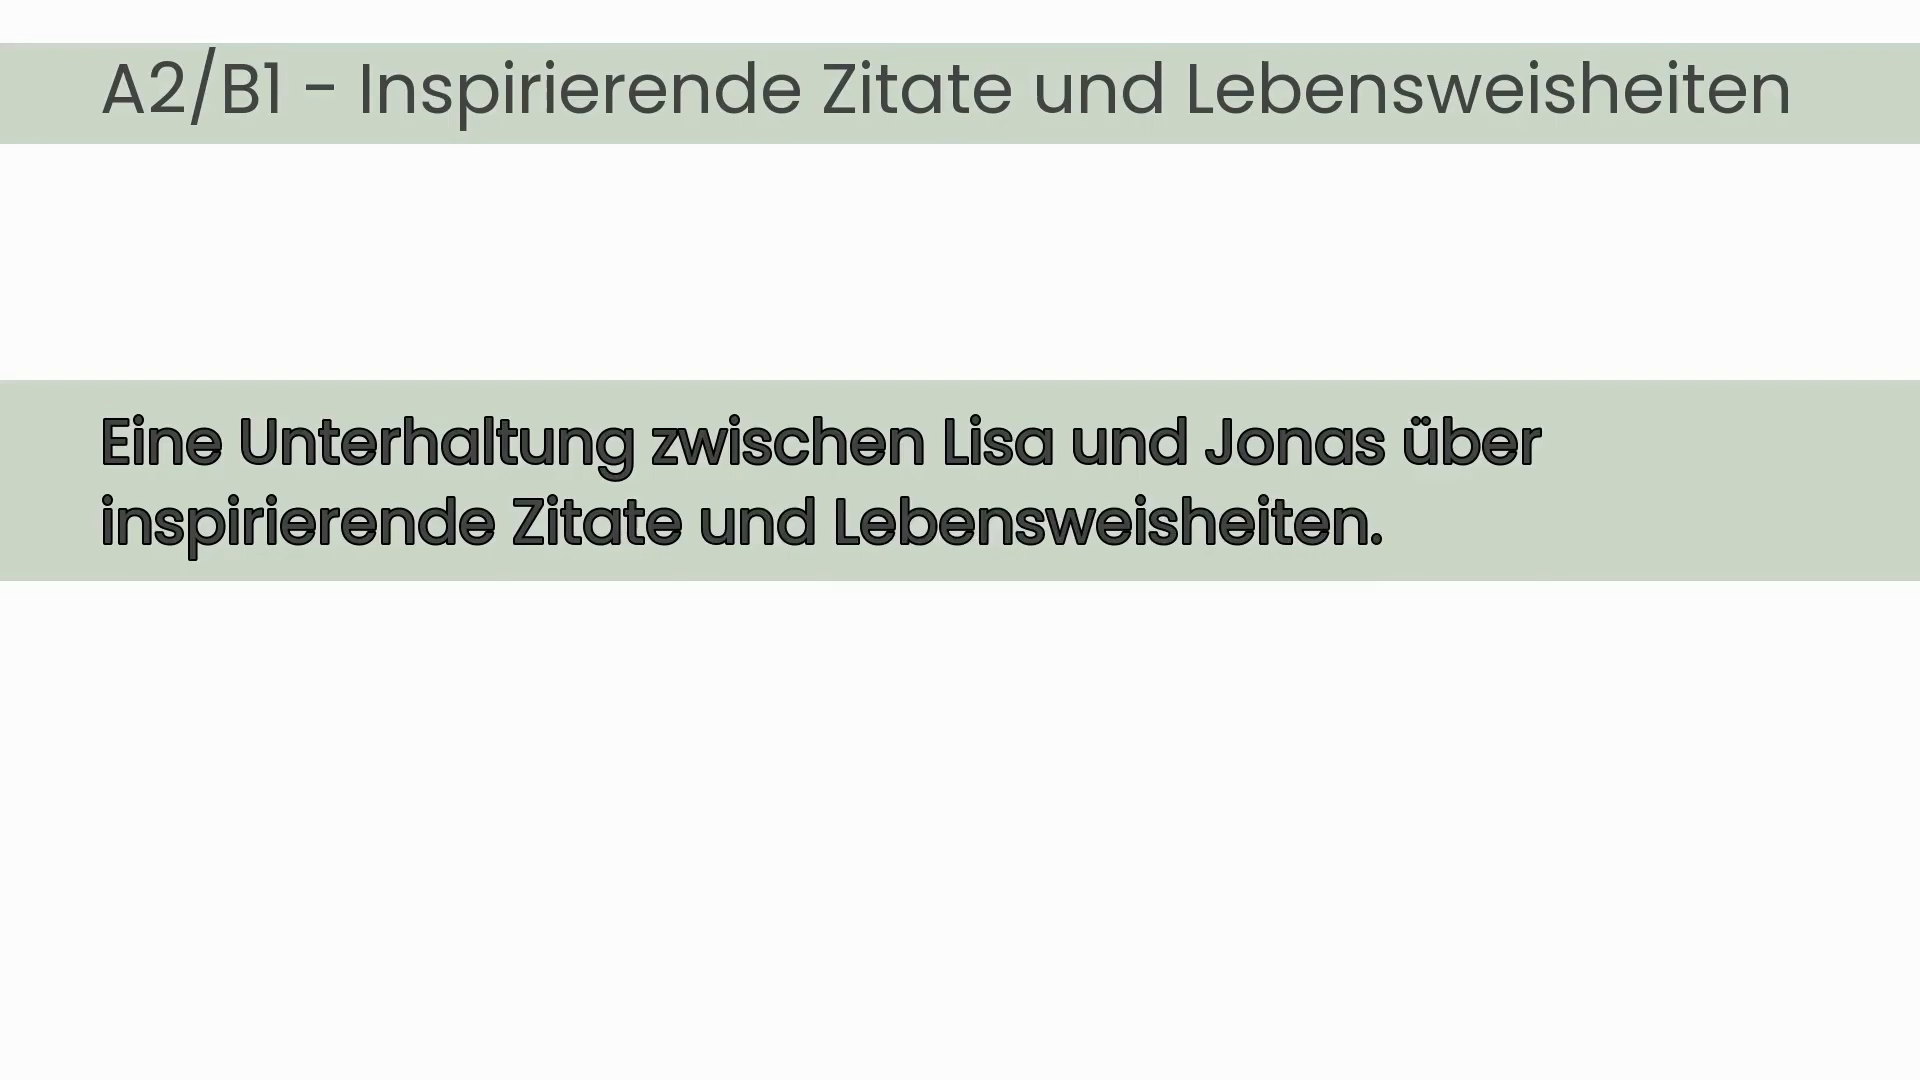 A2/B1 - Inspirierende Zitate und Lebensweisheiten
Eine Unterhaltung zwischen Lisa und Jonas über
inspirierende Zitate und Lebensweisheiten.